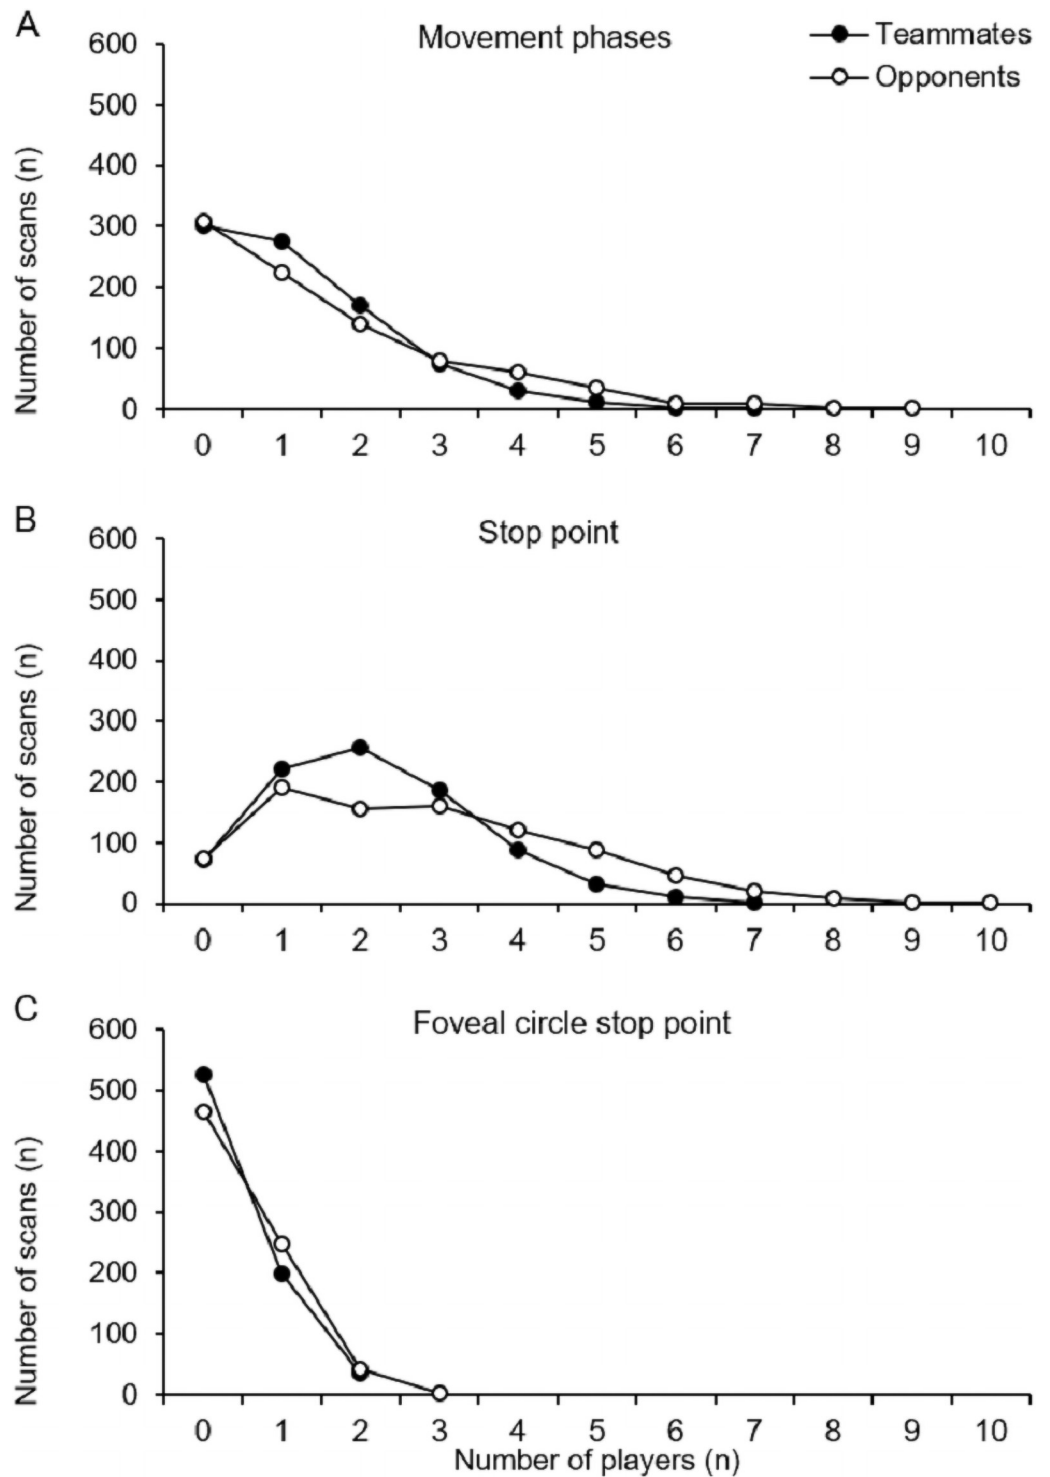 A
Movement phases
Teammates
Opponents
Number of scans (n)
600
500
400
300
200
100
0
0 1 2 3 4 5 6 7 8 9 10
B
Stop point
Number of scans (n)
600
500
400
300
200
100
0
0 1 2 3 4 5 6 7 8 9 10
C
Foveal circle stop point
Number of scans (n)
600
500
400
300
200
100
0
0 1 2 3 4 5 6 7 8 9 10
Number of players (n)